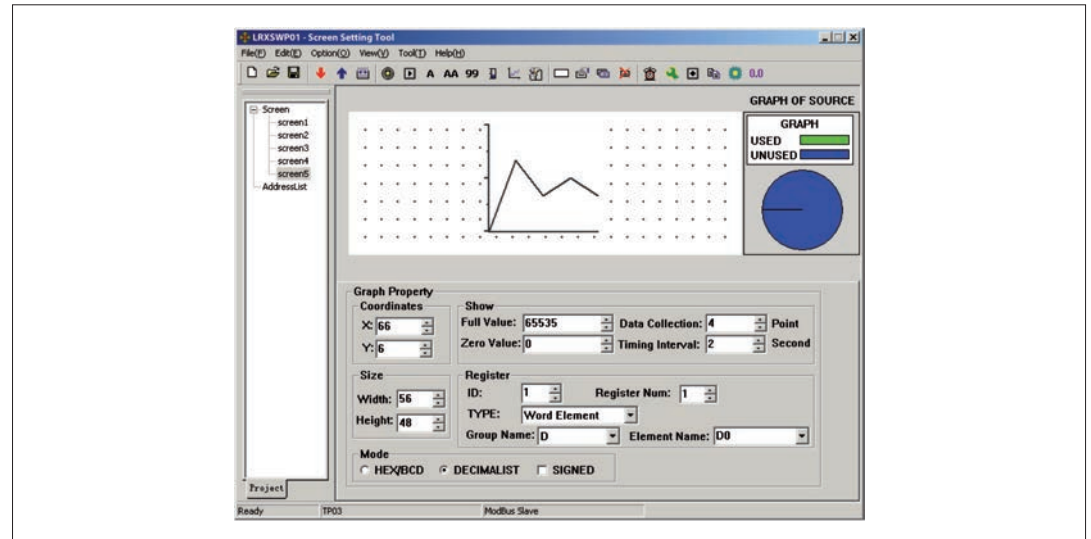 LRXSWP01 - Screen Setting Tool
File(F) Edit(E) Option(O) View(V) Tool(T) Help(H)
A AA 99 0.0
Screen
screen1
screen2
screen3
screen4
screen5
AddressList
GRAPH OF SOURCE
GRAPH
USED
UNUSED
Graph Property
Coordinates
X: 66
Y: 6
Show
Full Value: 65535 Data Collection: 4 Point
Zero Value: 0 Timing Interval: 2 Second
Size
Width: 56
Height: 48
Register
ID: 1 Register Num: 1
TYPE: Word Element
Group Name: D Element Name: D0
Mode
HEX/BCD DECIMALIST SIGNED
Project
Ready TP03 ModBus Slave